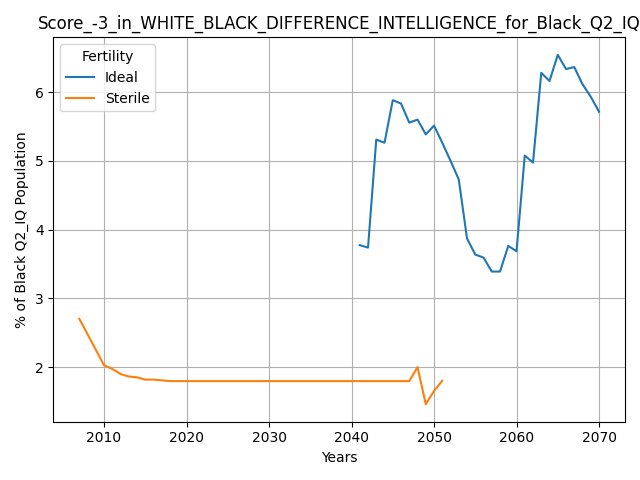 Score_-3_in_WHITE_BLACK_DIFFERENCE_INTELLIGENCE_for_Black_Q2_IQ
Fertility
Ideal
Sterile
% of Black Q2_IQ Population
6
5
4
3
2
2010 2020 2030 2040 2050 2060 2070
Years